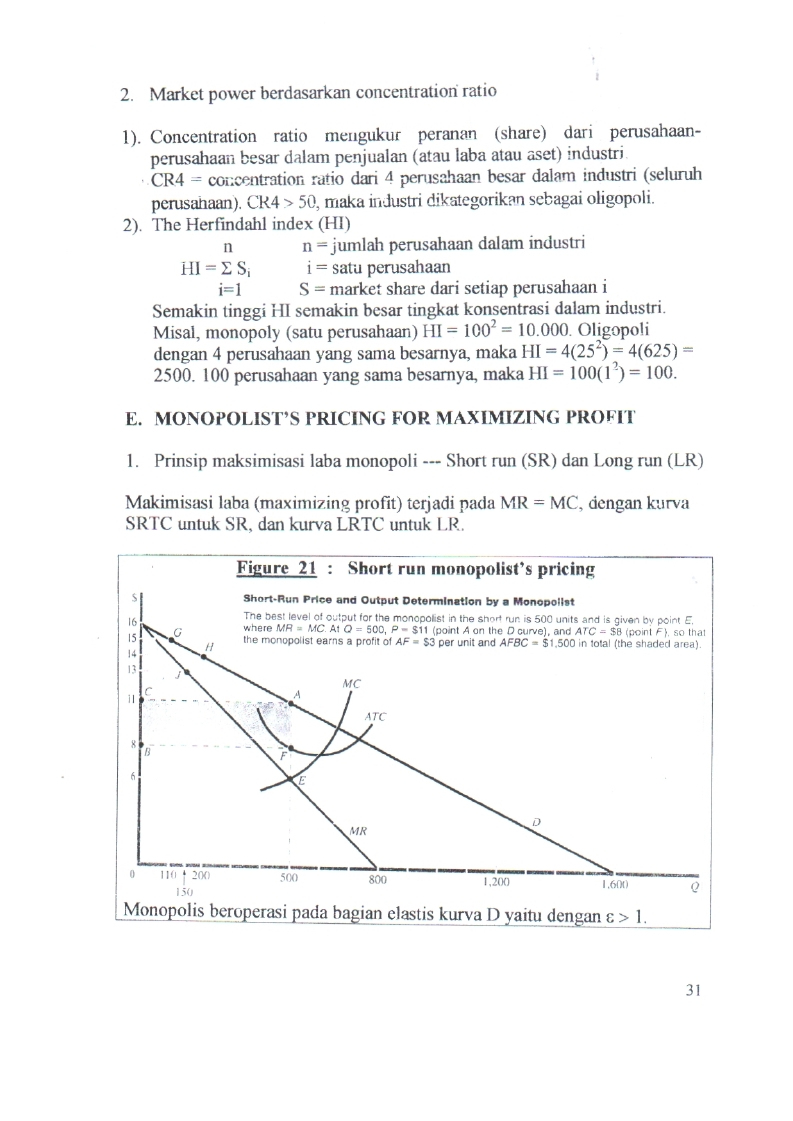 2. Market power berdasarkan concentration ratio
1). Concentration ratio mengukur peranan (share) dari perusahaan-
perusahaan besar dalam penjualan (atau laba atau aset) industri.
CR4 = concentration ratio dari 4 perusahaan besar dalam industri (seluruh
perusahaan). CR4 > 50, maka industri dikategorikan sebagai oligopoli.
2). The Herfindahl index (HI)
n n = jumlah perusahaan dalam industri
HI = Σ Si i = satu perusahaan
i=1 S = market share dari setiap perusahaan i
Semakin tinggi HI semakin besar tingkat konsentrasi dalam industri.
Misal, monopoly (satu perusahaan) HI = 100² = 10.000. Oligopoli
dengan 4 perusahaan yang sama besarnya, maka HI = 4(25²) = 4(625) =
2500. 100 perusahaan yang sama besarnya, maka HI = 100(1²) = 100.
E. MONOPOLIST'S PRICING FOR MAXIMIZING PROFIT
1. Prinsip maksimisasi laba monopoli --- Short run (SR) dan Long run (LR)
Makimisasi laba (maximizing profit) terjadi pada MR = MC, dengan kurva
SRTC untuk SR, dan kurva LRTC untuk LR.
Figure 21 : Short run monopolist's pricing
Short-Run Price and Output Determination by a Monopolist
The best level of output for the monopolist in the short run is 500 units and is given by point E,
where MR = MC. At Q = 500, P = $11 (point A on the D curve), and ATC = $8 (point F), so that
the monopolist earns a profit of AF = $3 per unit and AFBC = $1,500 in total (the shaded area).
$
16
15 G
14 H
13 J
MC
11 C A
ATC
8 B F
6 E
D
MR
0 110 200 500 800 1,200 1,600 Q
150
Monopolis beroperasi pada bagian elastis kurva D yaitu dengan ε > 1.
31